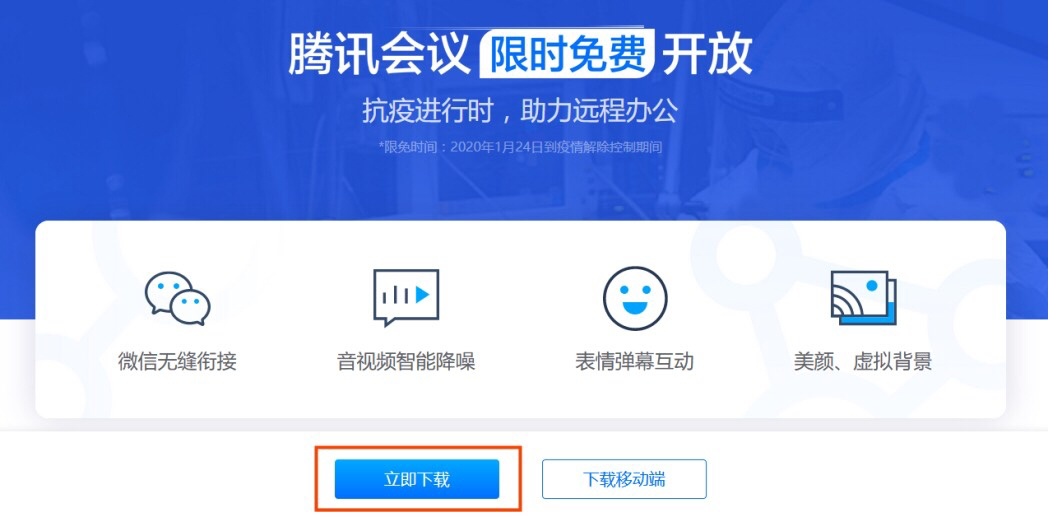 腾讯会议 限时免费 开放
抗疫进行时，助力远程办公
*限免时间：2020年1月24日到疫情解除控制期间
微信无缝衔接 音视频智能降噪 表情弹幕互动 美颜、虚拟背景
立即下载 下载移动端